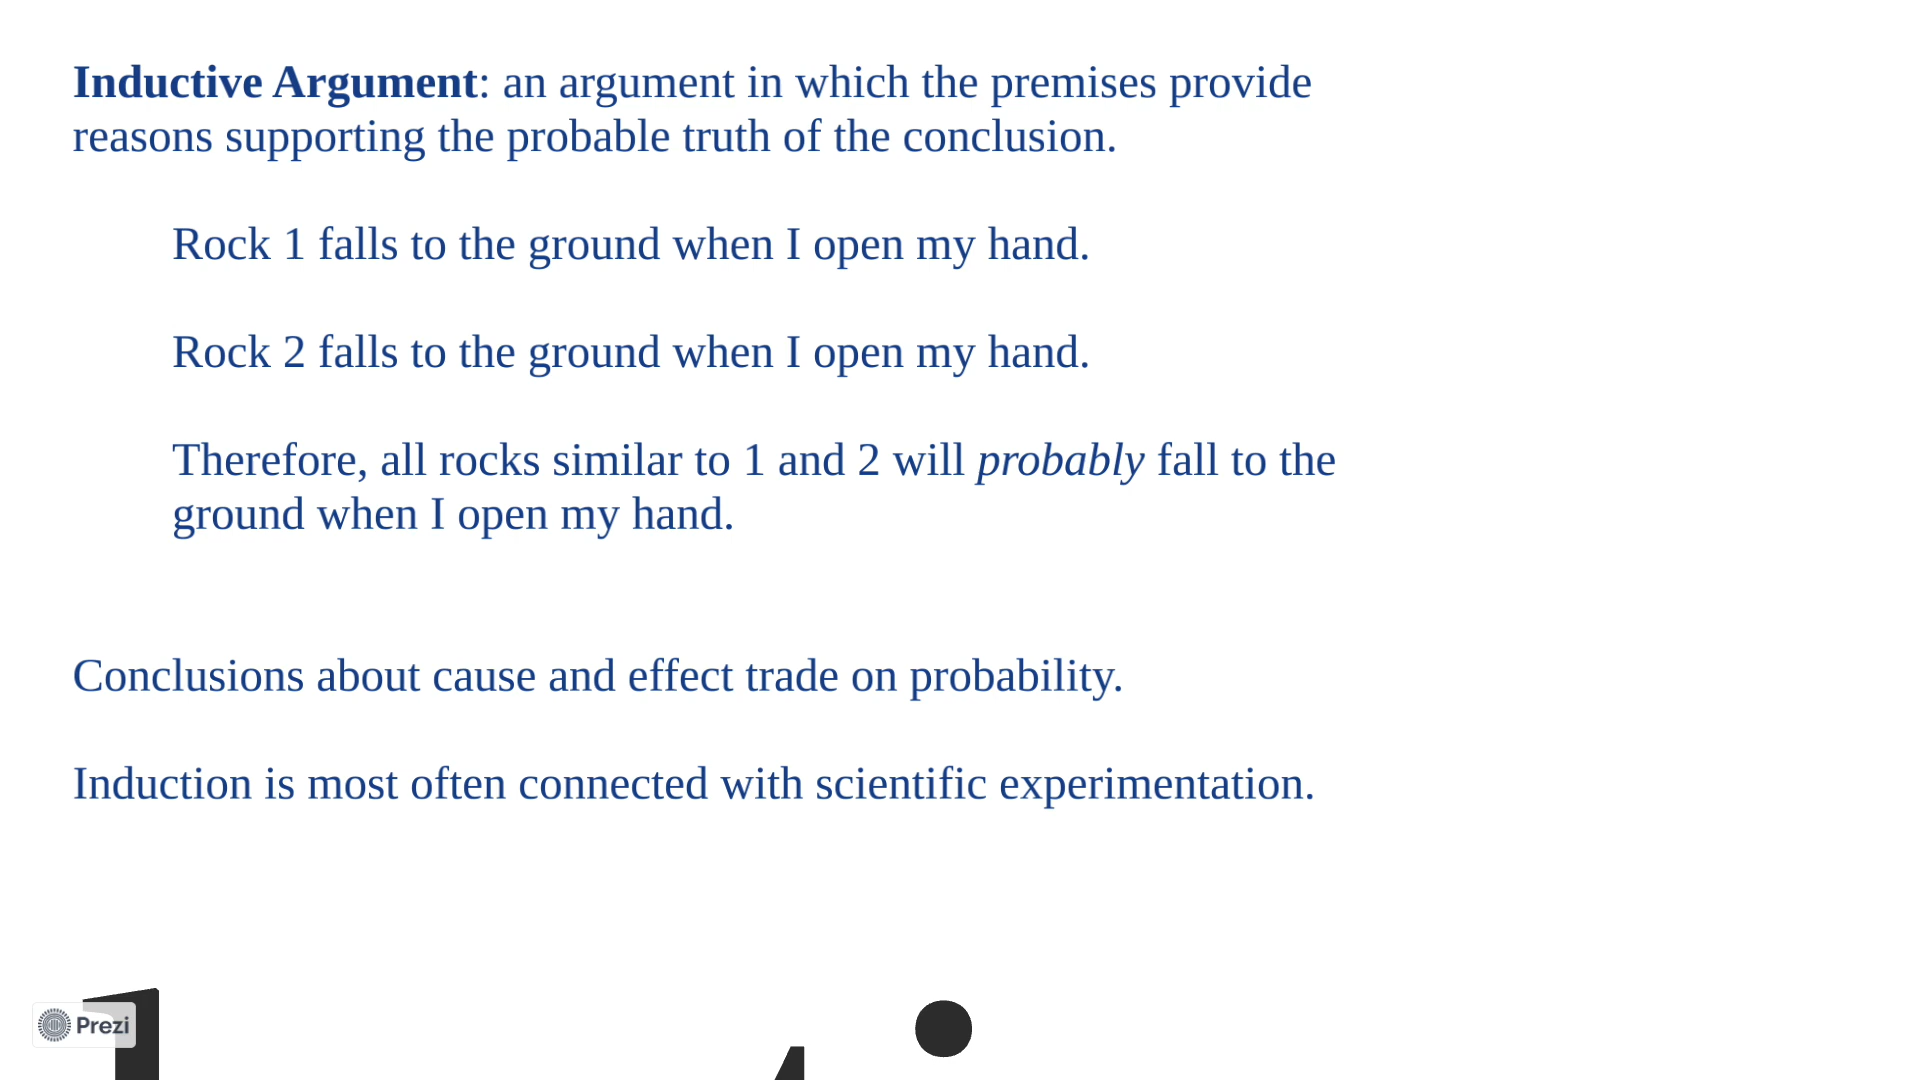 Inductive Argument: an argument in which the premises provide
reasons supporting the probable truth of the conclusion.
Rock 1 falls to the ground when I open my hand.
Rock 2 falls to the ground when I open my hand.
Therefore, all rocks similar to 1 and 2 will probably fall to the
ground when I open my hand.
Conclusions about cause and effect trade on probability.
Induction is most often connected with scientific experimentation.
Prezi